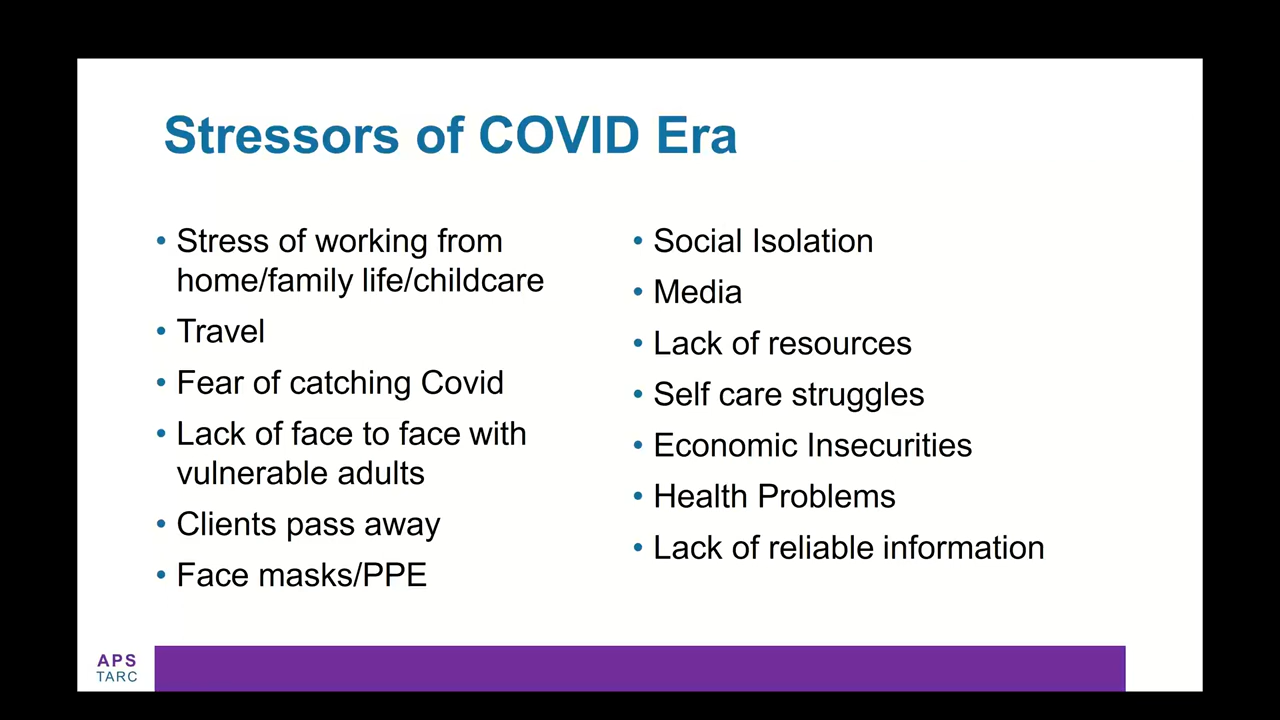 Stressors of COVID Era
• Stress of working from
home/family life/childcare
• Travel
• Fear of catching Covid
• Lack of face to face with
vulnerable adults
• Clients pass away
• Face masks/PPE
• Social Isolation
• Media
• Lack of resources
• Self care struggles
• Economic Insecurities
• Health Problems
• Lack of reliable information
APS
TARC